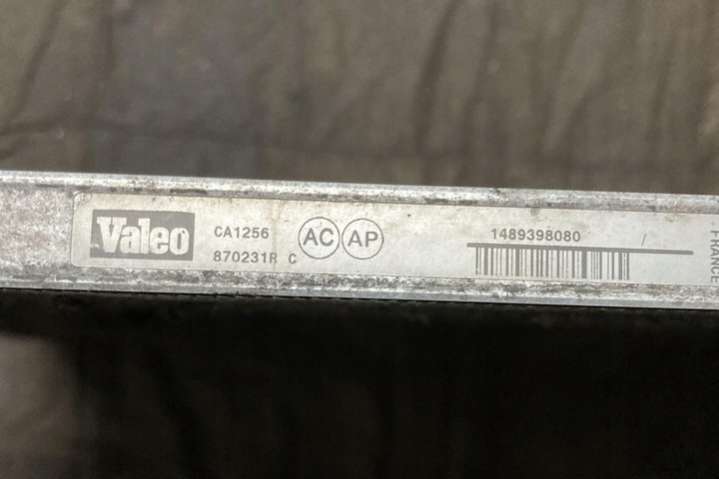 Valeo
CA1256
870231R C
AC AP
1489398080 /
FRANCE